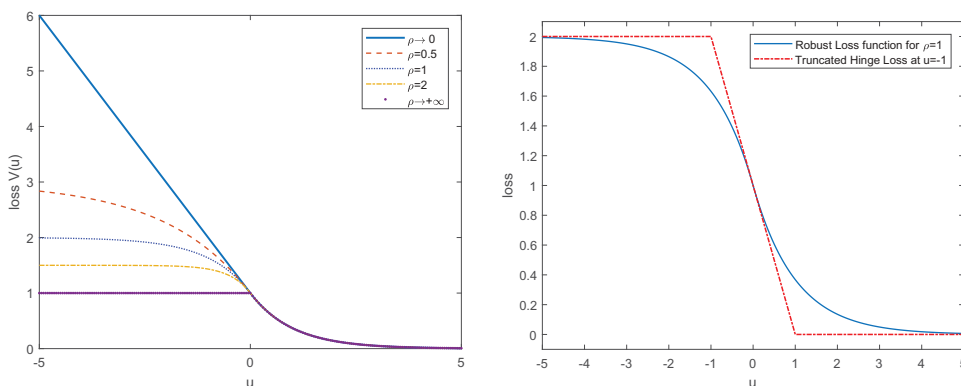 6
5
4
3
2
1
0
loss V(u)
-5
0
5
u
ρ→ 0
ρ=0.5
ρ=1
ρ=2
ρ→+∞
2
1.8
1.6
1.4
1.2
1
0.8
0.6
0.4
0.2
0
loss
-5
-4
-3
-2
-1
0
1
2
3
4
5
u
Robust Loss function for ρ=1
Truncated Hinge Loss at u=-1